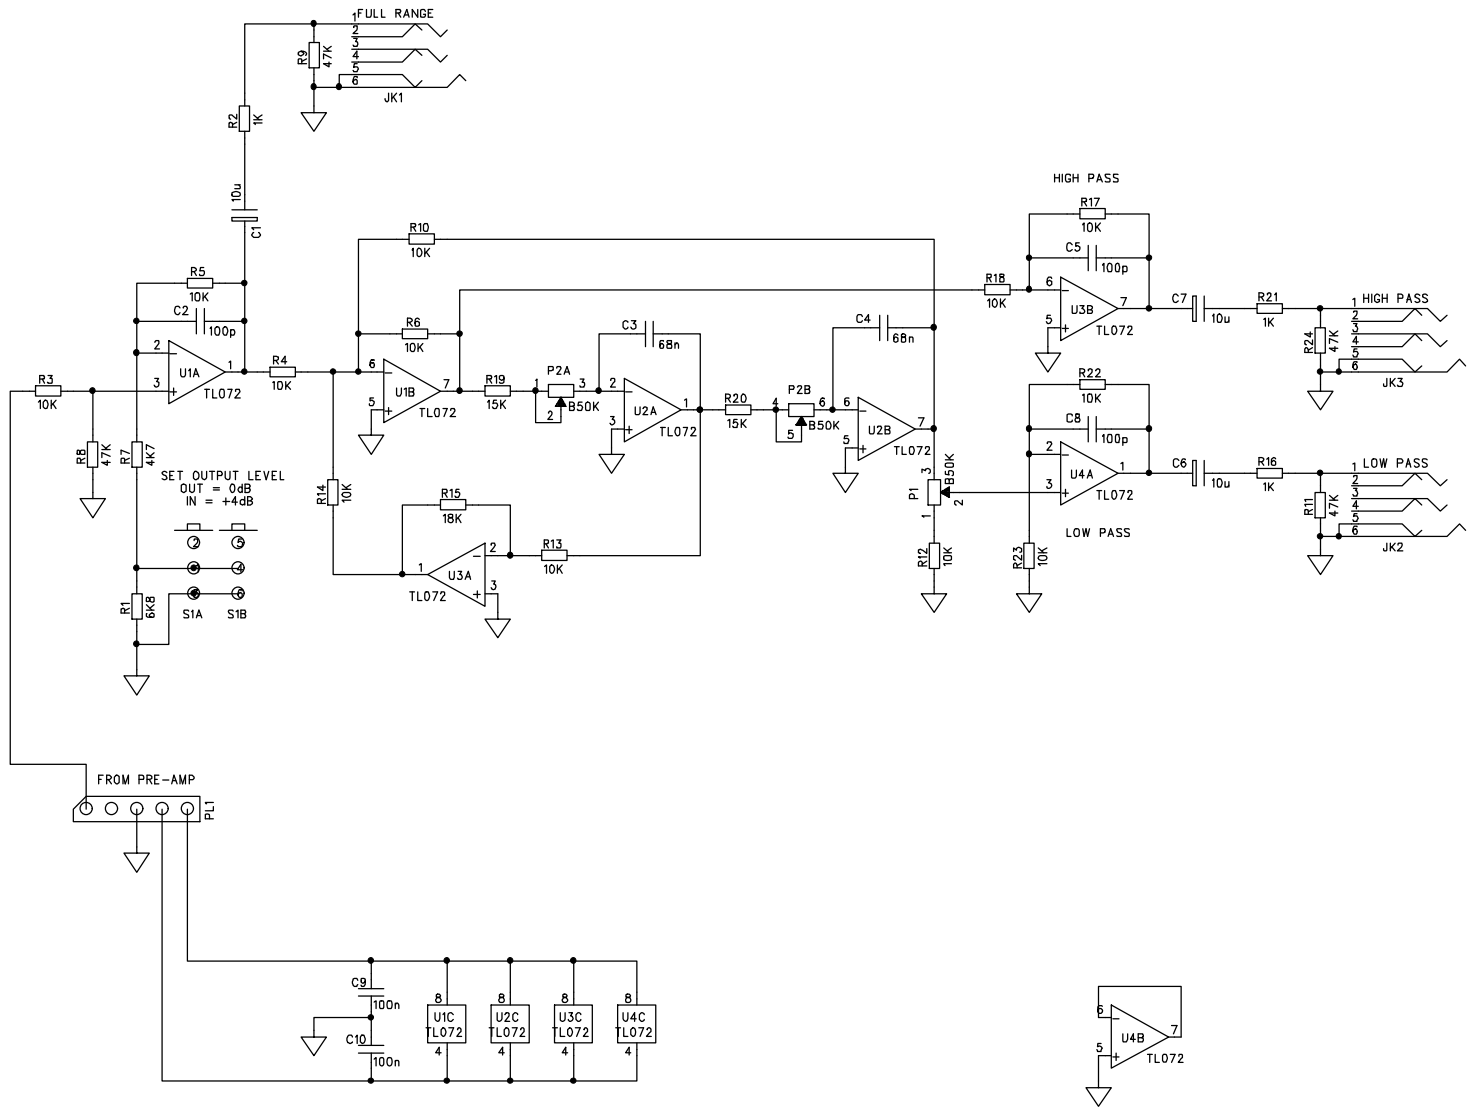 FULL RANGE
1
2
3
4
5
6
JK1
R9
47K
R2
1K
10u
C1
R5
10K
C2
100p
2
3
1
U1A
TL072
R3
10K
R8
47K
R7
4K7
SET OUTPUT LEVEL
OUT = 0dB
IN = +4dB
2
5
4
6
S1A
S1B
R1
6K8
R4
10K
R10
10K
R6
10K
6
5
7
U1B
TL072
R14
10K
R15
18K
R13
10K
1
2
3
U3A
TL072
R19
15K
P2A
1
3
2
B50K
C3
68n
2
3
1
U2A
TL072
R20
15K
P2B
4
6
5
B50K
C4
68n
6
5
7
U2B
TL072
P1
3
B50K
2
1
R12
10K
HIGH PASS
R17
10K
C5
100p
R18
10K
6
5
7
U3B
TL072
C7
10u
R21
1K
R24
47K
HIGH PASS
1
2
3
4
5
6
JK3
R22
10K
C8
100p
2
3
1
U4A
TL072
LOW PASS
R23
10K
C6
10u
R16
1K
R11
47K
LOW PASS
1
2
3
4
5
6
JK2
FROM PRE-AMP
PL1
C9
100n
C10
100n
8
U1C
TL072
4
8
U2C
TL072
4
8
U3C
TL072
4
8
U4C
TL072
4
6
5
7
U4B
TL072